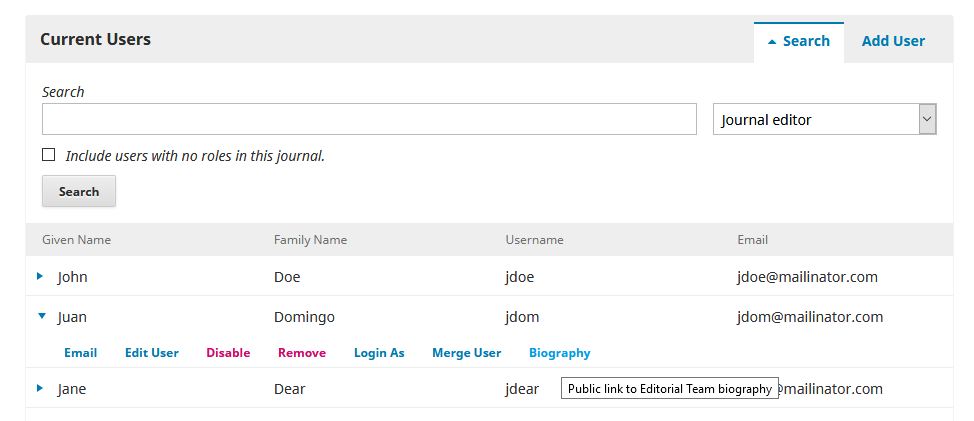 Current Users Search Add User
Search
Journal editor
Include users with no roles in this journal.
Search
Given Name Family Name Username Email
John Doe jdoe jdoe@mailinator.com
Juan Domingo jdom jdom@mailinator.com
Email Edit User Disable Remove Login As Merge User Biography
Jane Dear jdear @mailinator.com
Public link to Editorial Team biography